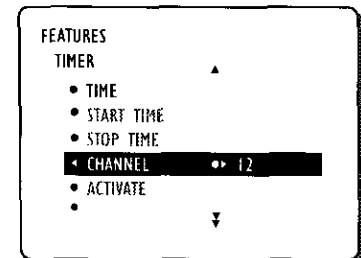 FEATURES
TIMER
• TIME
• START TIME
• STOP TIME
◂ CHANNEL ●▸ 12
• ACTIVATE
•